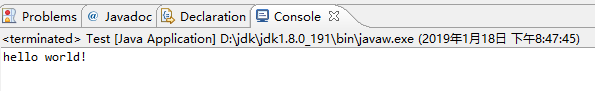 Problems @ Javadoc Declaration Console
<terminated> Test [Java Application] D:\jdk\jdk1.8.0_191\bin\javaw.exe (2019年1月18日 下午8:47:45)
hello world!